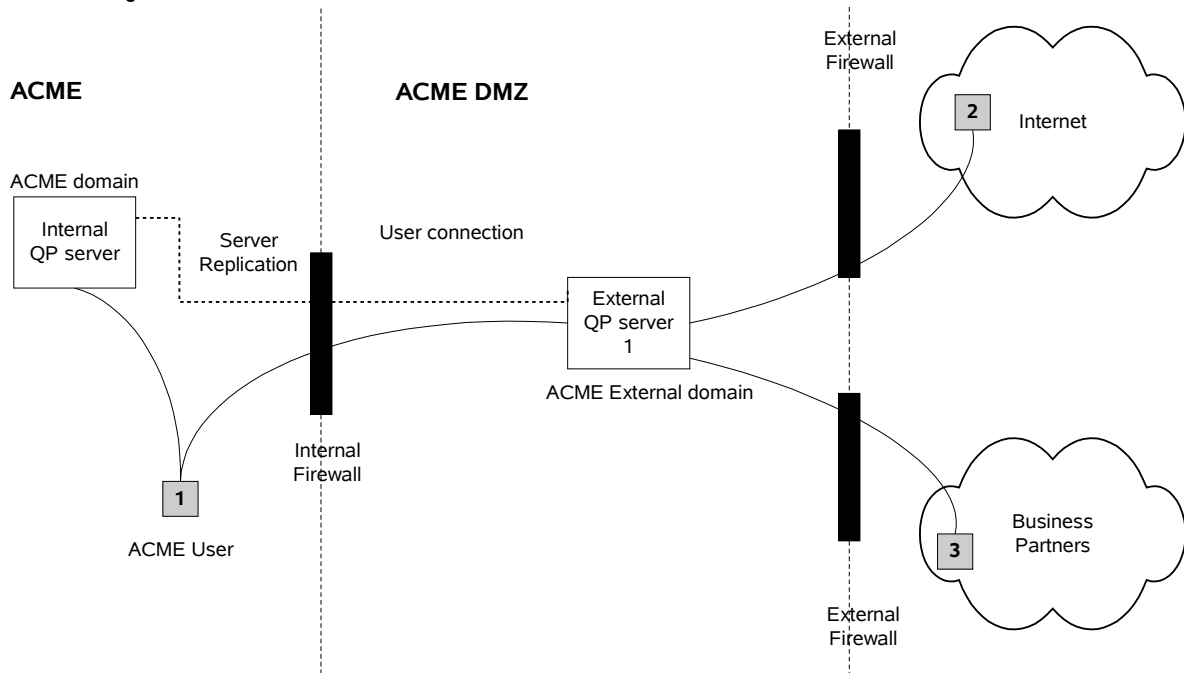 External
Firewall
ACME
ACME DMZ
2
Internet
ACME domain
Internal
QP server
Server
Replication
User connection
External
QP server
1
ACME External domain
Internal
Firewall
1
ACME User
Business
Partners
3
External
Firewall